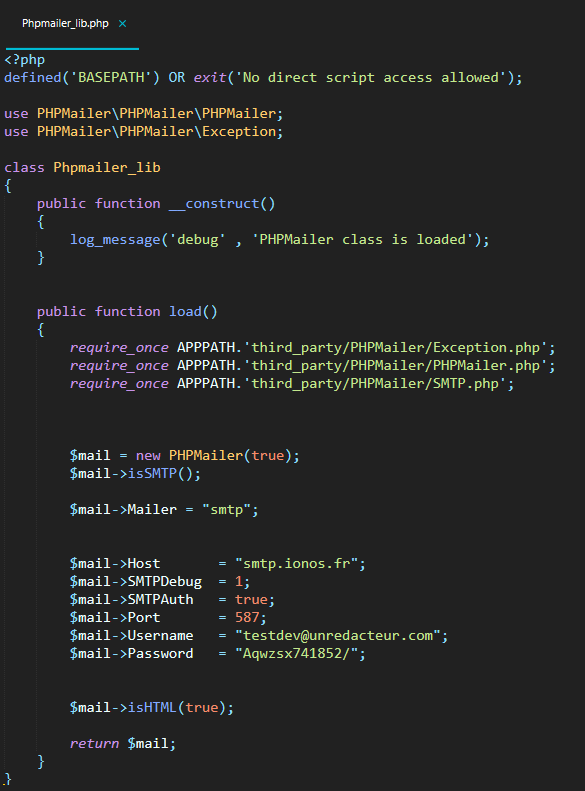 Phpmailer_lib.php ×
<?php
defined('BASEPATH') OR exit('No direct script access allowed');
use PHPMailer\PHPMailer\PHPMailer;
use PHPMailer\PHPMailer\Exception;
class Phpmailer_lib
{
    public function __construct()
    {
        log_message('debug' , 'PHPMailer class is loaded');
    }
    public function load()
    {
        require_once APPPATH.'third_party/PHPMailer/Exception.php';
        require_once APPPATH.'third_party/PHPMailer/PHPMailer.php';
        require_once APPPATH.'third_party/PHPMailer/SMTP.php';
        $mail = new PHPMailer(true);
        $mail->isSMTP();
        $mail->Mailer = "smtp";
        $mail->Host       = "smtp.ionos.fr";
        $mail->SMTPDebug  = 1;
        $mail->SMTPAuth   = true;
        $mail->Port       = 587;
        $mail->Username   = "testdev@unredacteur.com";
        $mail->Password   = "Aqwzsx741852/";
        $mail->isHTML(true);
        return $mail;
    }
}